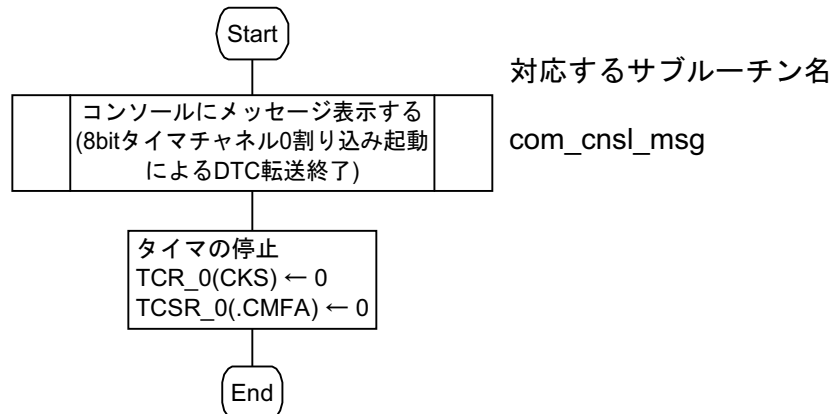 Start
対応するサブルーチン名
コンソールにメッセージ表示する
(8bitタイマチャネル0割り込み起動
によるDTC転送終了)
com_cnsl_msg
タイマの停止
TCR_0(CKS) ← 0
TCSR_0(.CMFA) ← 0
End